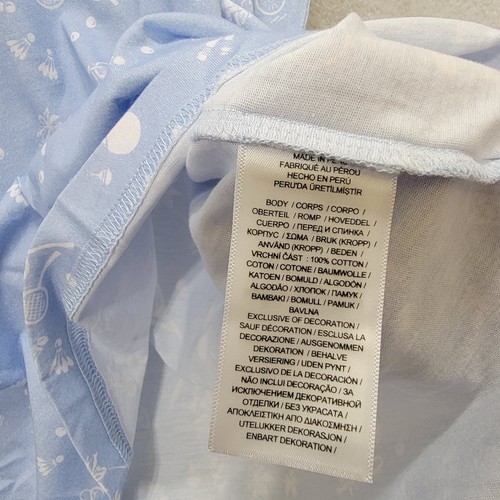 MADE IN PERU
FABRIQUÉ AU PÉROU
HECHO EN PERÚ
PERU'DA ÜRETİLMİŞTİR
BODY / CORPS / CORPO /
OBERTEIL / ROMP / HOVEDDEL /
CUERPO / ПЕРЕД И СПИНКА /
ΚΟΡΠУС / ΣΩΜΑ / BRUK (KROPP) /
ANVÄND (KROPP) / BEDEN /
VRCHNÍ ČÁST : 100% COTTON /
COTON / COTONE / BAUMWOLLE /
KATOEN / BOMULD / ALGODÓN /
ALGODÃO / ХЛОПОК / ПАМУК /
BAMBAKI / BOMULL / PAMUK /
BAVLNA
EXCLUSIVE OF DECORATION /
SAUF DÉCORATION / ESCLUSA LA
DECORAZIONE / AUSGENOMMEN
DEKORATION / BEHALVE
VERSIERING / UDEN PYNT /
EXCLUSIVO DE LA DECORACIÓN /
NÃO INCLUI DECORAÇÃO / ЗА
ИСКЛЮЧЕНИЕМ ДЕКОРАТИВНОЙ
ОТДЕЛКИ / БЕЗ УКРАСАТА /
ΑΠΟΚΛΕΙΣΤΙΚΗ ΑΠΟ ΔΙΑΚΟΣΜΗΣΗ /
UTELUKKER DEKORASJON /
ENBART DEKORATION /